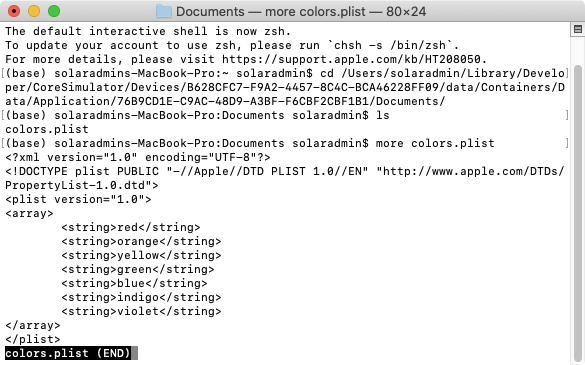 Documents — more colors.plist — 80×24
The default interactive shell is now zsh.
To update your account to use zsh, please run `chsh -s /bin/zsh`.
For more details, please visit https://support.apple.com/kb/HT208050.
[(base) solaradmins-MacBook-Pro:~ solaradmin$ cd /Users/solaradmin/Library/Develo]
per/CoreSimulator/Devices/B628CFC7-F9A2-4457-8C4C-BCA46228FF09/data/Containers/D
ata/Application/76B9CD1E-C9AC-48D9-A3BF-F6CBF2CBF1B1/Documents/
[(base) solaradmins-MacBook-Pro:Documents solaradmin$ ls ]
colors.plist
[(base) solaradmins-MacBook-Pro:Documents solaradmin$ more colors.plist ]
<?xml version="1.0" encoding="UTF-8"?>
<!DOCTYPE plist PUBLIC "-//Apple//DTD PLIST 1.0//EN" "http://www.apple.com/DTDs/
PropertyList-1.0.dtd">
<plist version="1.0">
<array>
<string>red</string>
<string>orange</string>
<string>yellow</string>
<string>green</string>
<string>blue</string>
<string>indigo</string>
<string>violet</string>
</array>
</plist>
colors.plist (END)